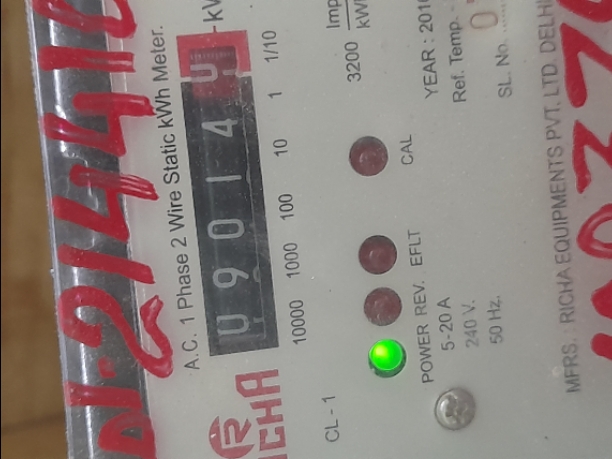 A.C. 1 Phase 2 Wire Static kWh Meter.
9 0 1 4
10000 1000 100 10 1 1/10
RICHA
CL - 1
3200 Imp
kWh
CAL
EFLT
REV.
POWER
5-20 A
240 V.
50 Hz.
YEAR : 201
Ref. Temp. -
SL. No.
MFRS. : RICHA EQUIPMENTS PVT. LTD. DELHI